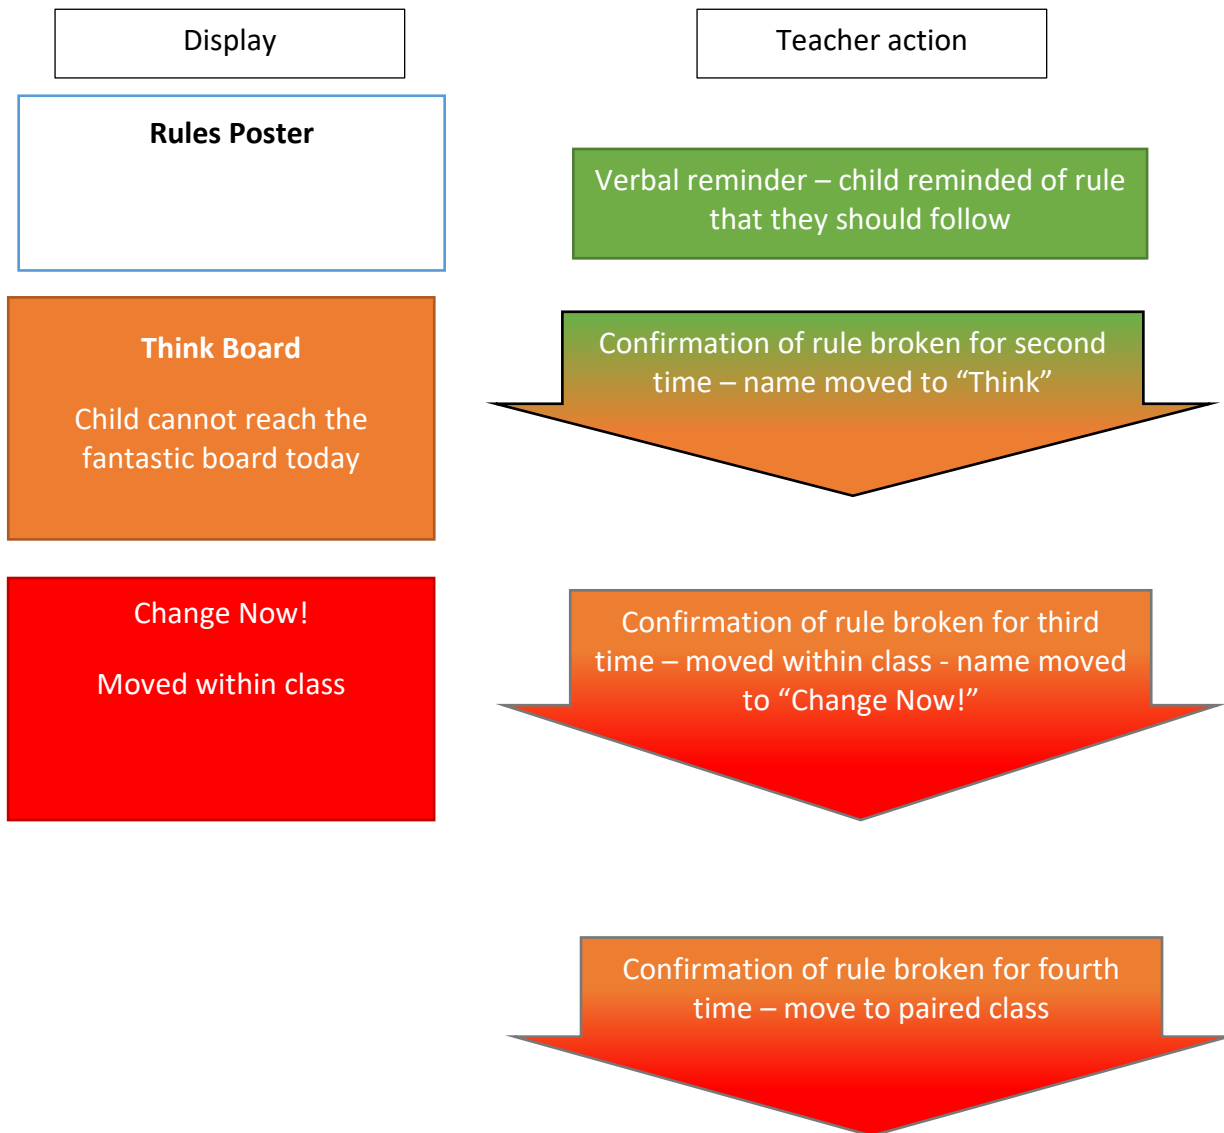 Display
Teacher action
Rules Poster
Verbal reminder – child reminded of rule
that they should follow
Think Board
Child cannot reach the
fantastic board today
Confirmation of rule broken for second
time – name moved to “Think”
Change Now!
Moved within class
Confirmation of rule broken for third
time – moved within class - name moved
to “Change Now!”
Confirmation of rule broken for fourth
time – move to paired class